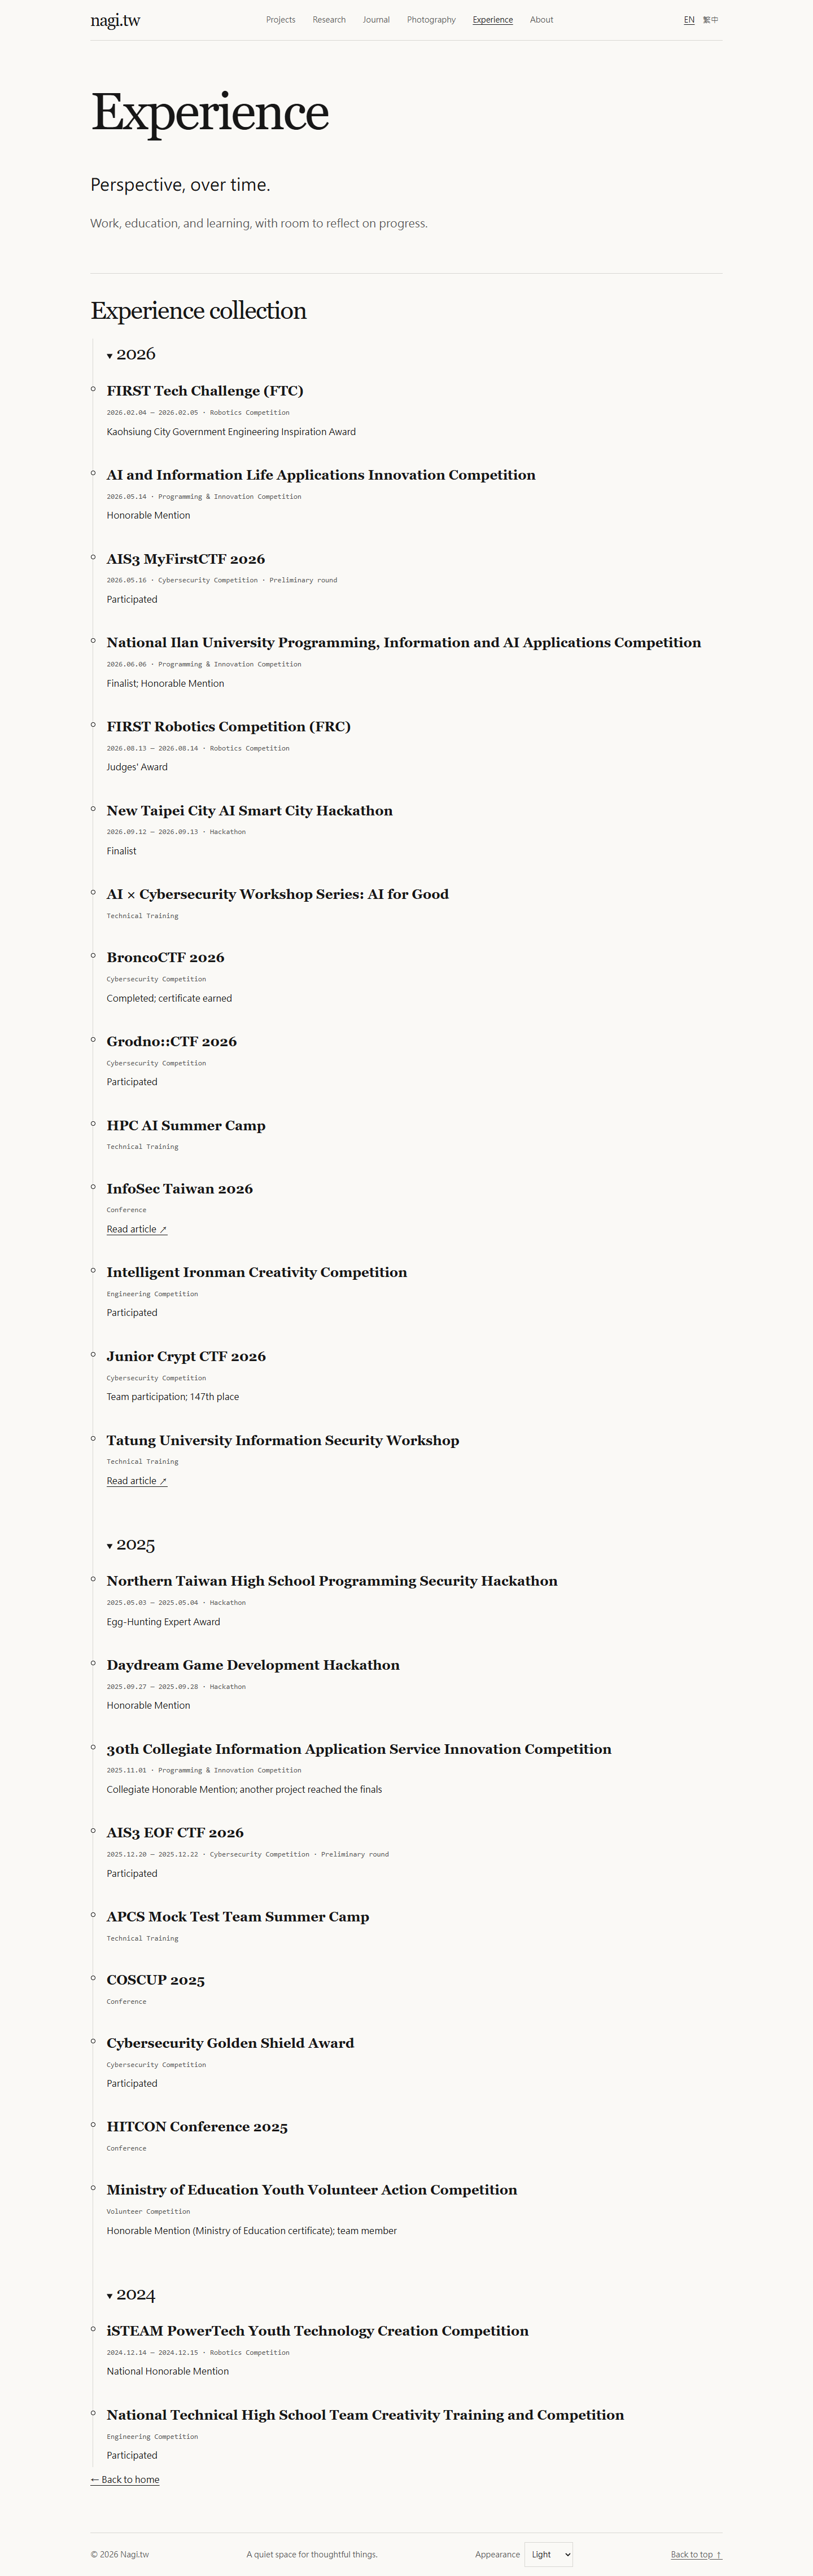 nagi.tw
Projects Research Journal Photography Experience About
EN 繁中
Experience
Perspective, over time.
Work, education, and learning, with room to reflect on progress.
Experience collection
▾ 2026
FIRST Tech Challenge (FTC)
2026.02.04 — 2026.02.05 · Robotics Competition
Kaohsiung City Government Engineering Inspiration Award
AI and Information Life Applications Innovation Competition
2026.05.14 · Programming & Innovation Competition
Honorable Mention
AIS3 MyFirstCTF 2026
2026.05.16 · Cybersecurity Competition · Preliminary round
Participated
National Ilan University Programming, Information and AI Applications Competition
2026.06.06 · Programming & Innovation Competition
Finalist; Honorable Mention
FIRST Robotics Competition (FRC)
2026.08.13 — 2026.08.14 · Robotics Competition
Judges' Award
New Taipei City AI Smart City Hackathon
2026.09.12 — 2026.09.13 · Hackathon
Finalist
AI × Cybersecurity Workshop Series: AI for Good
Technical Training
BroncoCTF 2026
Cybersecurity Competition
Completed; certificate earned
Grodno::CTF 2026
Cybersecurity Competition
Participated
HPC AI Summer Camp
Technical Training
InfoSec Taiwan 2026
Conference
Read article ↗
Intelligent Ironman Creativity Competition
Engineering Competition
Participated
Junior Crypt CTF 2026
Cybersecurity Competition
Team participation; 147th place
Tatung University Information Security Workshop
Technical Training
Read article ↗
▾ 2025
Northern Taiwan High School Programming Security Hackathon
2025.05.03 — 2025.05.04 · Hackathon
Egg-Hunting Expert Award
Daydream Game Development Hackathon
2025.09.27 — 2025.09.28 · Hackathon
Honorable Mention
30th Collegiate Information Application Service Innovation Competition
2025.11.01 · Programming & Innovation Competition
Collegiate Honorable Mention; another project reached the finals
AIS3 EOF CTF 2026
2025.12.20 — 2025.12.22 · Cybersecurity Competition · Preliminary round
Participated
APCS Mock Test Team Summer Camp
Technical Training
COSCUP 2025
Conference
Cybersecurity Golden Shield Award
Cybersecurity Competition
Participated
HITCON Conference 2025
Conference
Ministry of Education Youth Volunteer Action Competition
Volunteer Competition
Honorable Mention (Ministry of Education certificate); team member
▾ 2024
iSTEAM PowerTech Youth Technology Creation Competition
2024.12.14 — 2024.12.15 · Robotics Competition
National Honorable Mention
National Technical High School Team Creativity Training and Competition
Engineering Competition
Participated
← Back to home
© 2026 Nagi.tw
A quiet space for thoughtful things.
Appearance Light
Back to top ↑